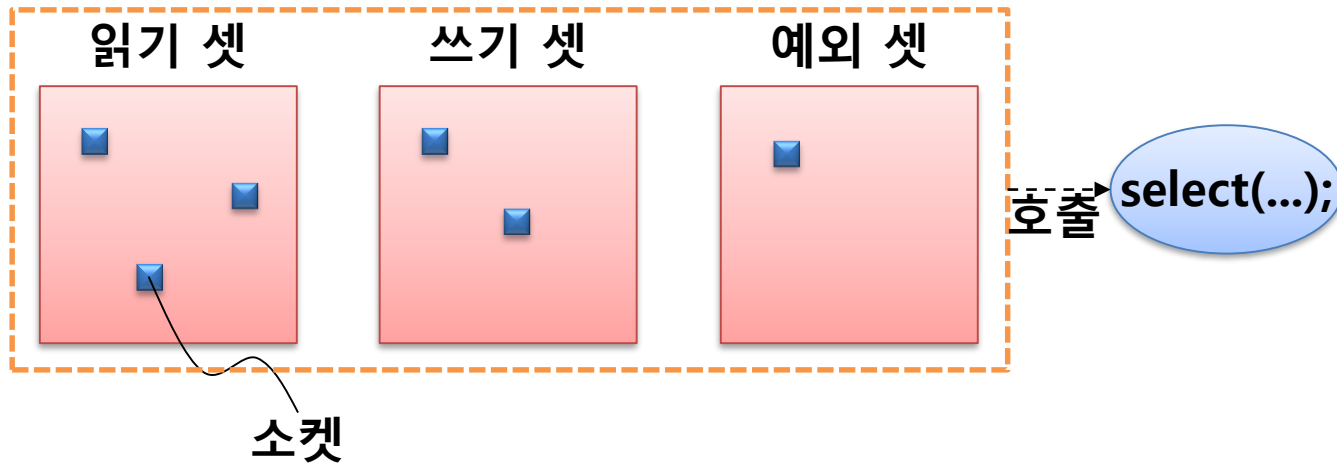 읽기 셋
쓰기 셋
예외 셋
호출
select(...);
소켓